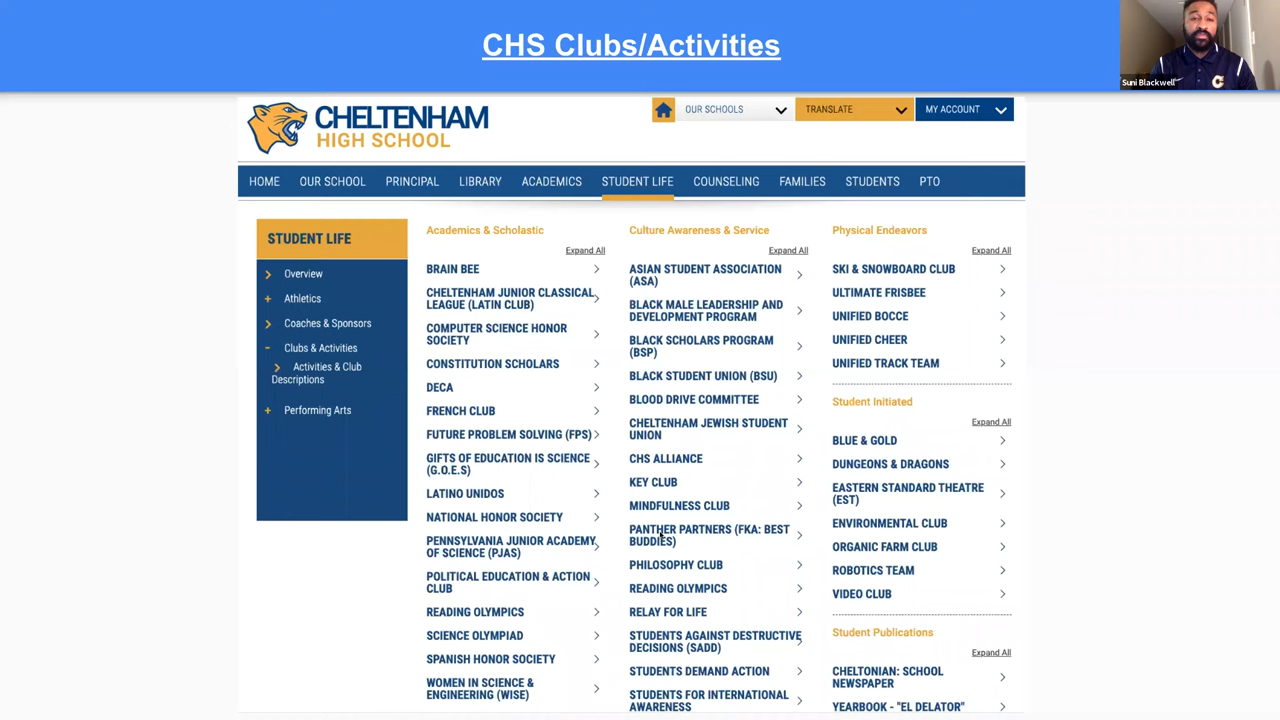 CHS Clubs/Activities
Suni Blackwell
CHELTENHAM
HIGH SCHOOL
OUR SCHOOLS
TRANSLATE
MY ACCOUNT
HOME OUR SCHOOL PRINCIPAL LIBRARY ACADEMICS STUDENT LIFE COUNSELING FAMILIES STUDENTS PTO
STUDENT LIFE
Overview
Athletics
Coaches & Sponsors
Clubs & Activities
Activities & Club
Descriptions
Performing Arts
Academics & Scholastic
Expand All
BRAIN BEE
CHELTENHAM JUNIOR CLASSICAL
LEAGUE (LATIN CLUB)
COMPUTER SCIENCE HONOR
SOCIETY
CONSTITUTION SCHOLARS
DECA
FRENCH CLUB
FUTURE PROBLEM SOLVING (FPS)
GIFTS OF EDUCATION IS SCIENCE
(G.O.E.S)
LATINO UNIDOS
NATIONAL HONOR SOCIETY
PENNSYLVANIA JUNIOR ACADEMY
OF SCIENCE (PJAS)
POLITICAL EDUCATION & ACTION
CLUB
READING OLYMPICS
SCIENCE OLYMPIAD
SPANISH HONOR SOCIETY
WOMEN IN SCIENCE &
ENGINEERING (WISE)
Culture Awareness & Service
Expand All
ASIAN STUDENT ASSOCIATION
(ASA)
BLACK MALE LEADERSHIP AND
DEVELOPMENT PROGRAM
BLACK SCHOLARS PROGRAM
(BSP)
BLACK STUDENT UNION (BSU)
BLOOD DRIVE COMMITTEE
CHELTENHAM JEWISH STUDENT
UNION
CHS ALLIANCE
KEY CLUB
MINDFULNESS CLUB
PANTHER PARTNERS (FKA: BEST
BUDDIES)
PHILOSOPHY CLUB
READING OLYMPICS
RELAY FOR LIFE
STUDENTS AGAINST DESTRUCTIVE
DECISIONS (SADD)
STUDENTS DEMAND ACTION
STUDENTS FOR INTERNATIONAL
AWARENESS
Physical Endeavors
Expand All
SKI & SNOWBOARD CLUB
ULTIMATE FRISBEE
UNIFIED BOCCE
UNIFIED CHEER
UNIFIED TRACK TEAM
Student Initiated
Expand All
BLUE & GOLD
DUNGEONS & DRAGONS
EASTERN STANDARD THEATRE
(EST)
ENVIRONMENTAL CLUB
ORGANIC FARM CLUB
ROBOTICS TEAM
VIDEO CLUB
Student Publications
Expand All
CHELTONIAN: SCHOOL
NEWSPAPER
YEARBOOK - "EL DELATOR"